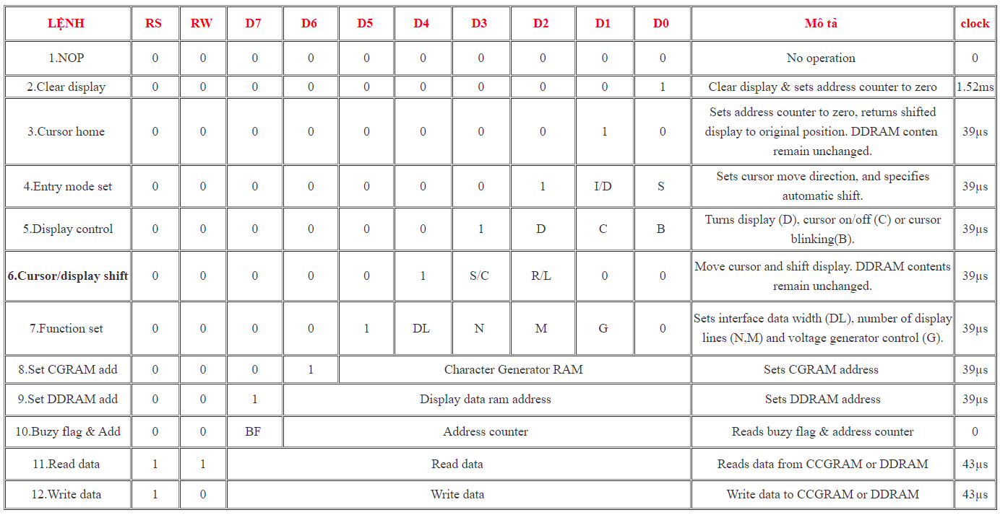 LỆNH RS RW D7 D6 D5 D4 D3 D2 D1 D0 Mô tả clock
1.NOP 0 0 0 0 0 0 0 0 0 0 No operation 0
2.Clear display 0 0 0 0 0 0 0 0 0 1 Clear display & sets address counter to zero 1.52ms
3.Cursor home 0 0 0 0 0 0 0 0 1 0 Sets address counter to zero, returns shifted
display to original position. DDRAM conten
remain unchanged. 39µs
4.Entry mode set 0 0 0 0 0 0 0 1 I/D S Sets cursor move direction, and specifies
automatic shift. 39µs
5.Display control 0 0 0 0 0 0 1 D C B Turns display (D), cursor on/off (C) or cursor
blinking(B). 39µs
6.Cursor/display shift 0 0 0 0 0 1 S/C R/L 0 0 Move cursor and shift display. DDRAM contents
remain unchanged. 39µs
7.Function set 0 0 0 0 1 DL N M G 0 Sets interface data width (DL), number of display
lines (N,M) and voltage generator control (G). 39µs
8.Set CGRAM add 0 0 0 1 Character Generator RAM Sets CGRAM address 39µs
9.Set DDRAM add 0 0 1 Display data ram address Sets DDRAM address 39µs
10.Buzy flag & Add 0 0 BF Address counter Reads buzy flag & address counter 0
11.Read data 1 1 Read data Reads data from CCGRAM or DDRAM 43µs
12.Write data 1 0 Write data Write data to CCGRAM or DDRAM 43µs